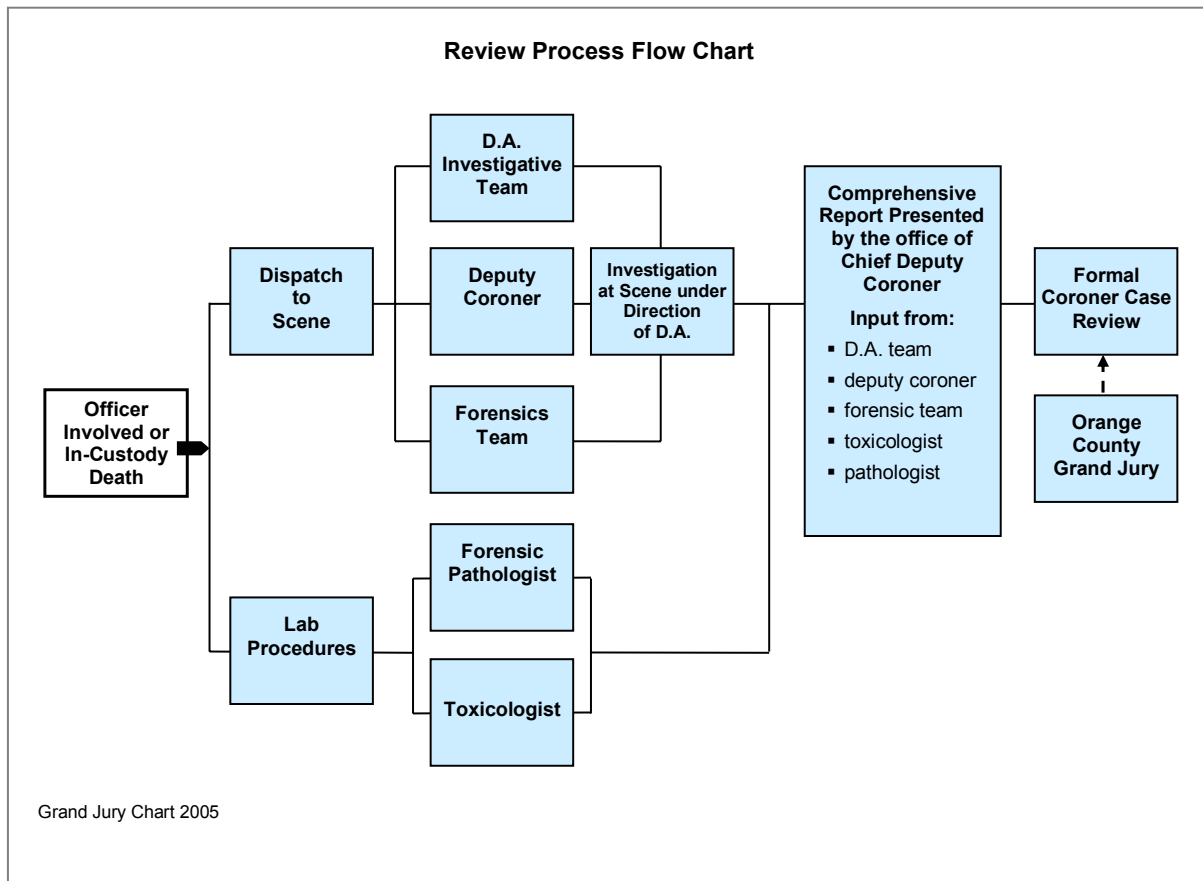 Review Process Flow Chart
D.A.
Investigative
Team
Dispatch
to
Scene
Deputy
Coroner
Investigation
at Scene under
Direction
of D.A.
Forensics
Team
Officer
Involved or
In-Custody
Death
Lab
Procedures
Forensic
Pathologist
Toxicologist
Comprehensive
Report Presented
by the office of
Chief Deputy
Coroner
Input from:
▪ D.A. team
▪ deputy coroner
▪ forensic team
▪ toxicologist
▪ pathologist
Formal
Coroner Case
Review
Orange
County
Grand Jury
Grand Jury Chart 2005